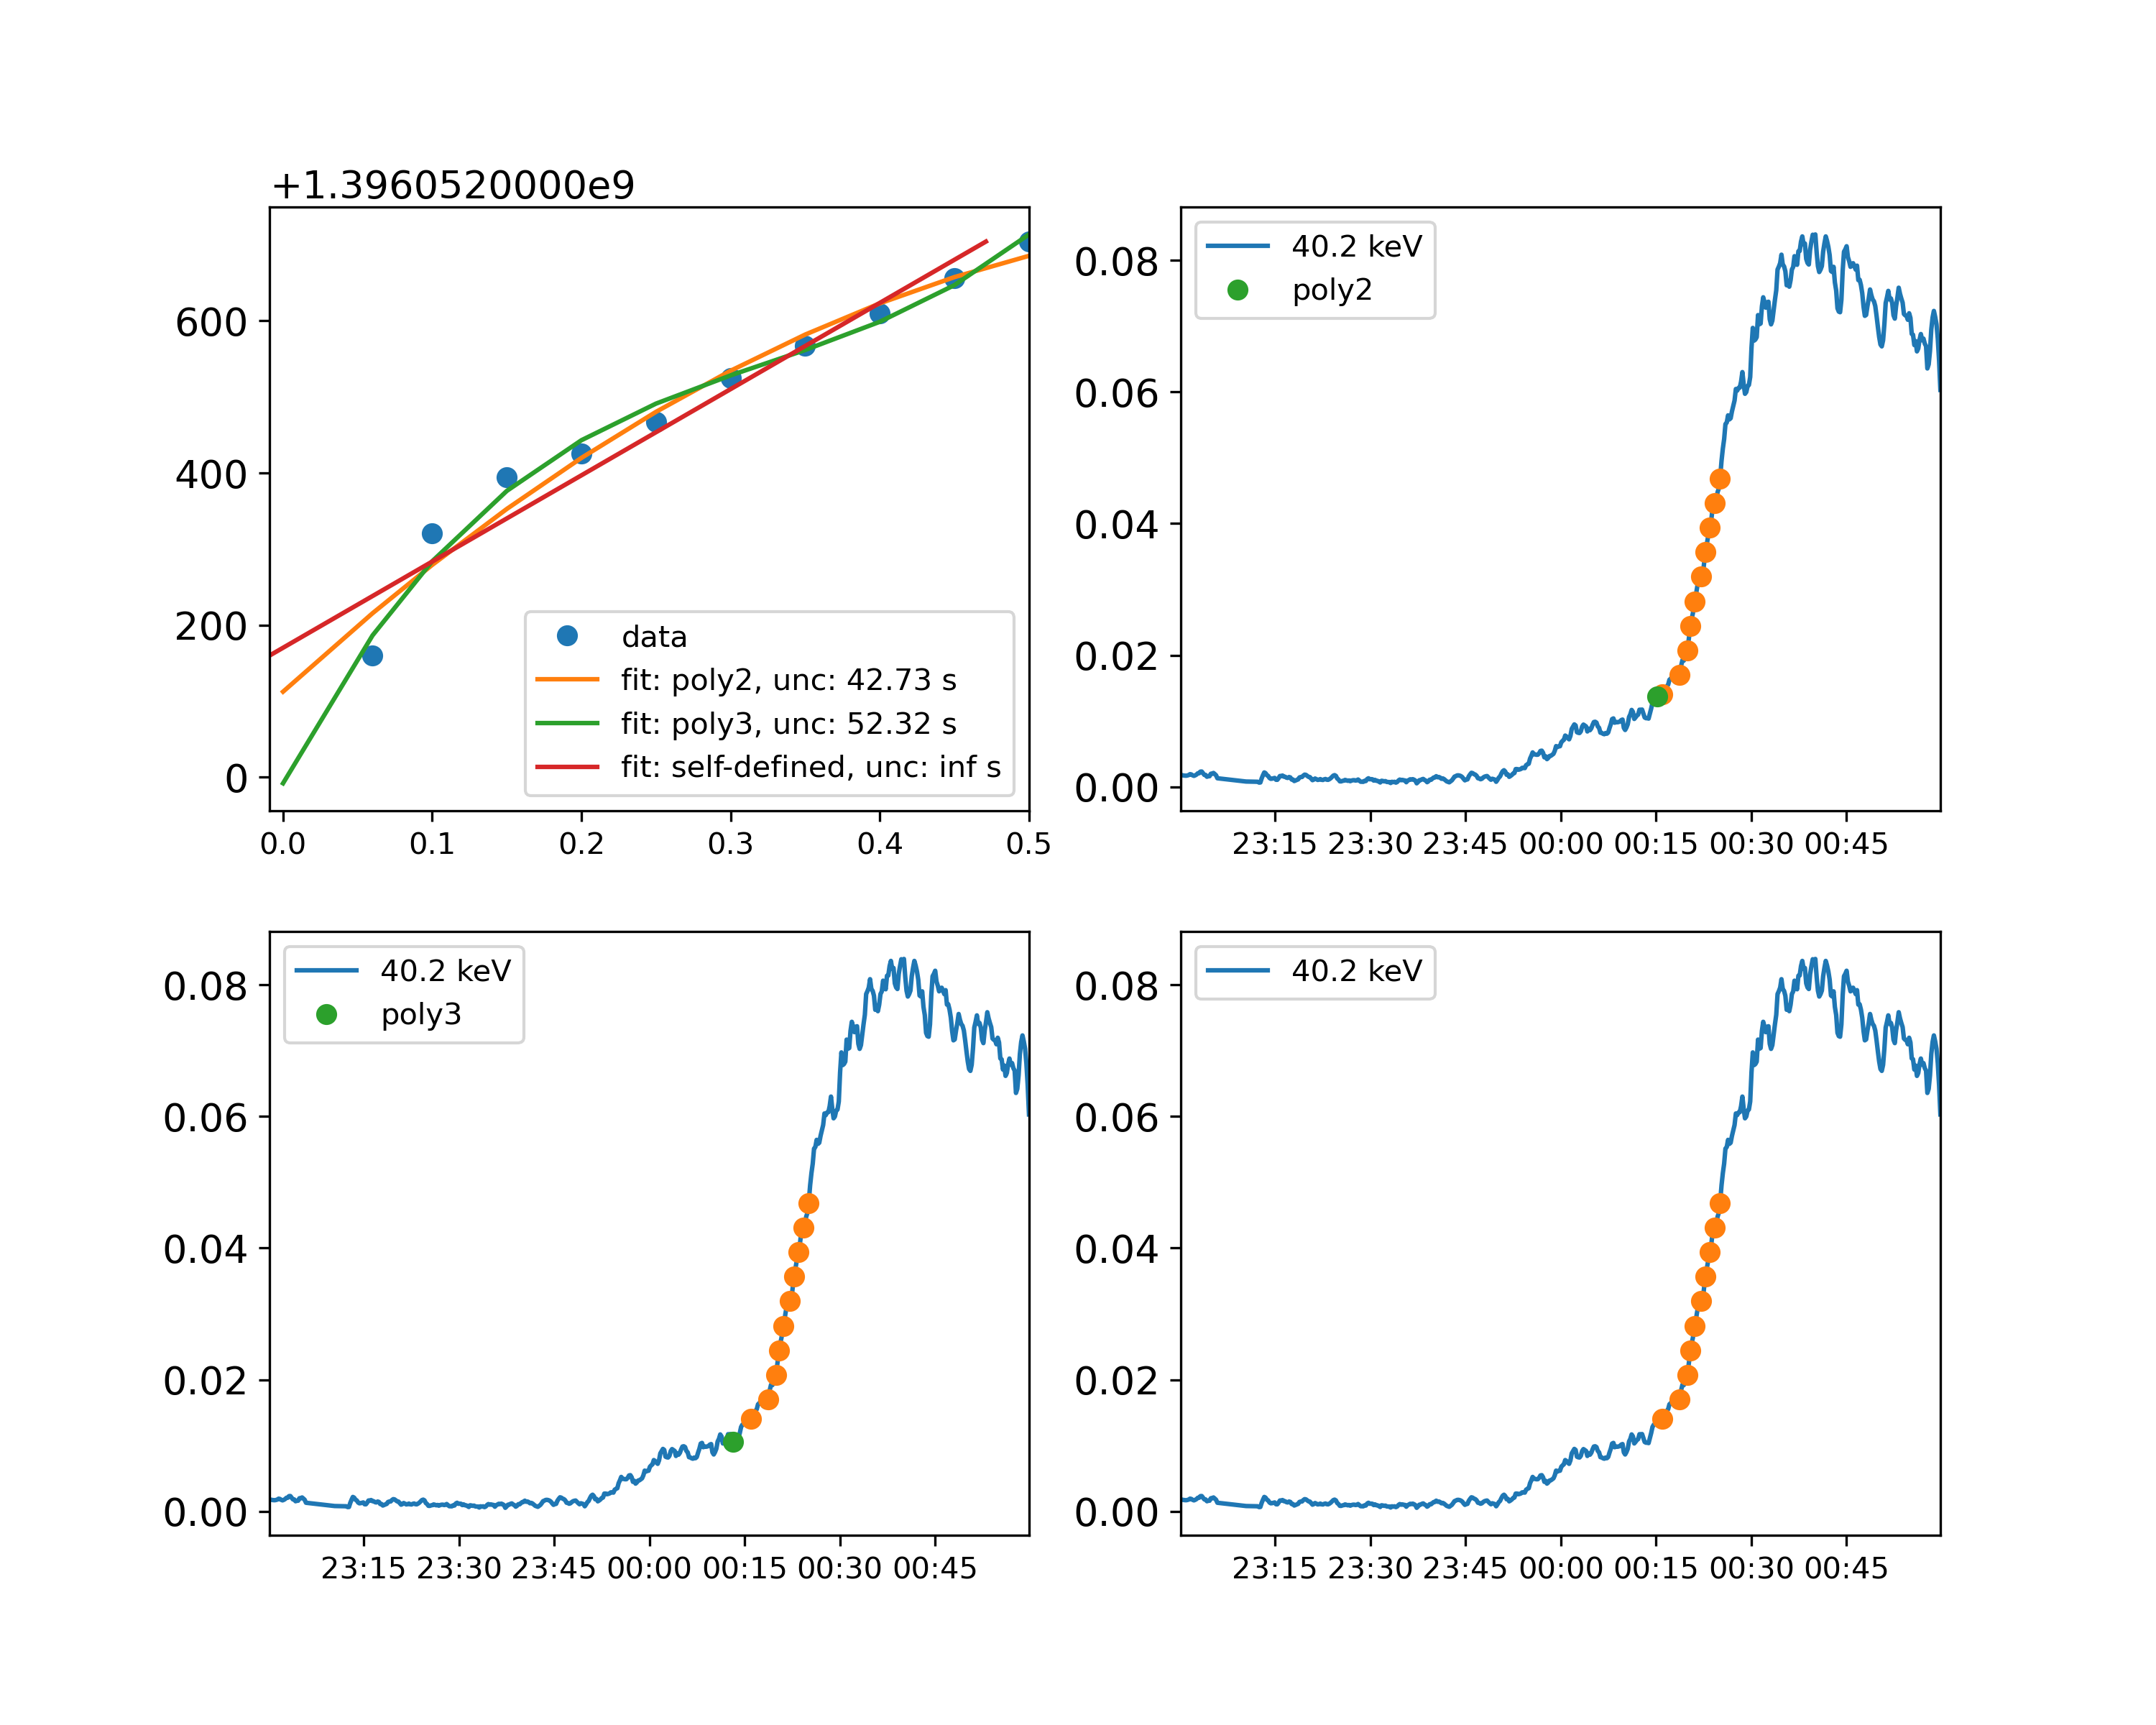 +1.3960520000e9
600
400
200
0
0.0 0.1 0.2 0.3 0.4 0.5
data
fit: poly2, unc: 42.73 s
fit: poly3, unc: 52.32 s
fit: self-defined, unc: inf s
0.08
0.06
0.04
0.02
0.00
23:15 23:30 23:45 00:00 00:15 00:30 00:45
40.2 keV
poly2
0.08
0.06
0.04
0.02
0.00
23:15 23:30 23:45 00:00 00:15 00:30 00:45
40.2 keV
poly3
0.08
0.06
0.04
0.02
0.00
23:15 23:30 23:45 00:00 00:15 00:30 00:45
40.2 keV